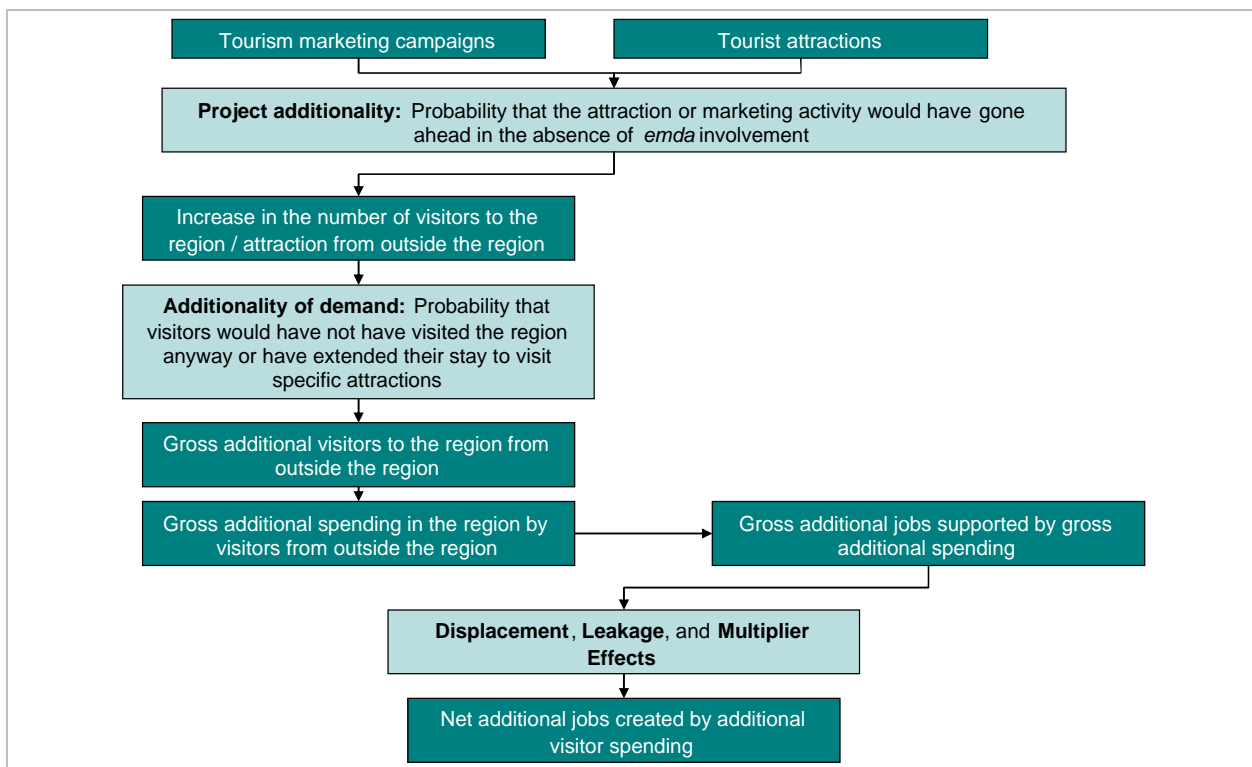 Tourism marketing campaigns
Tourist attractions
Project additionality: Probability that the attraction or marketing activity would have gone
ahead in the absence of emda involvement
Increase in the number of visitors to the
region / attraction from outside the region
Additionality of demand: Probability that
visitors would have not have visited the region
anyway or have extended their stay to visit
specific attractions
Gross additional visitors to the region from
outside the region
Gross additional spending in the region by
visitors from outside the region
Gross additional jobs supported by gross
additional spending
Displacement, Leakage, and Multiplier
Effects
Net additional jobs created by additional
visitor spending